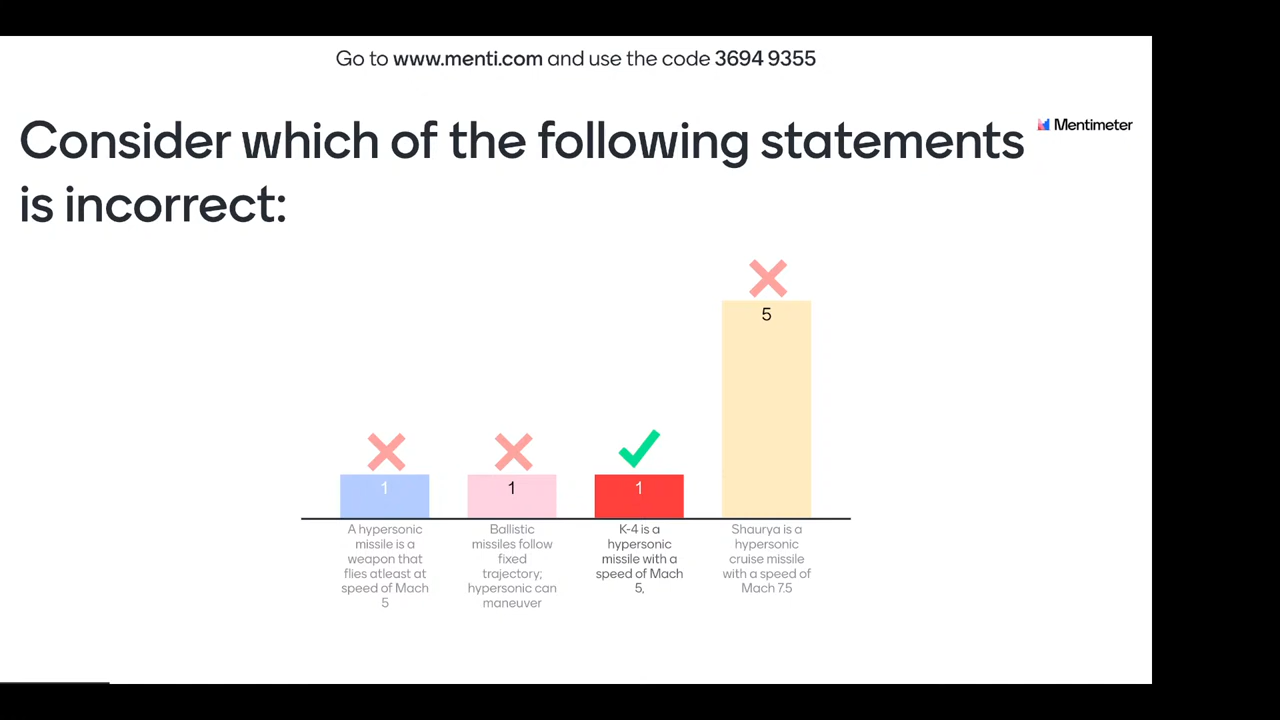 Go to www.menti.com and use the code 3694 9355
Consider which of the following statements
is incorrect:
Mentimeter
5
1
1
1
A hypersonic
missile is a
weapon that
flies atleast at
speed of Mach
5
Ballistic
missiles follow
fixed
trajectory;
hypersonic can
maneuver
K-4 is a
hypersonic
missile with a
speed of Mach
5,
Shaurya is a
hypersonic
cruise missile
with a speed of
Mach 7.5